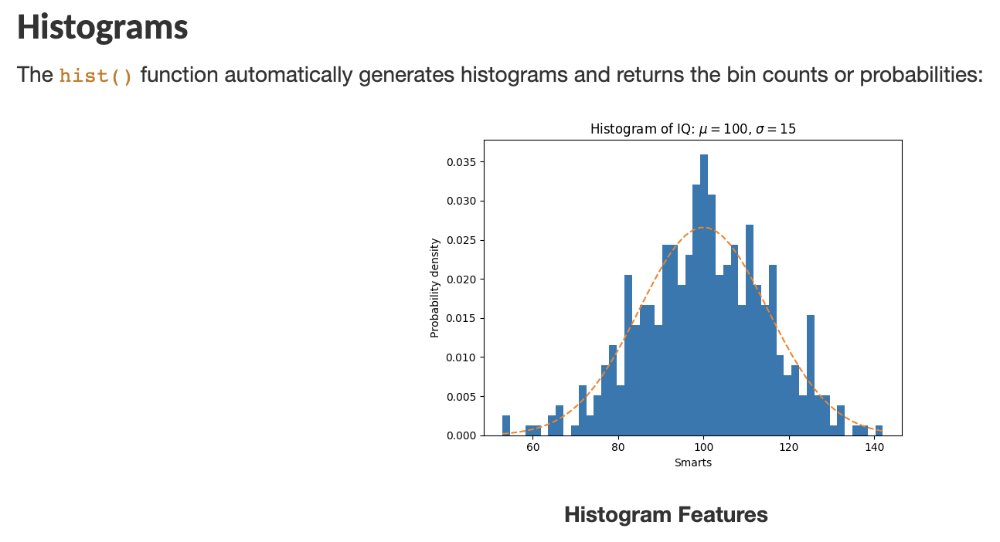 Histograms
The hist() function automatically generates histograms and returns the bin counts or probabilities:
Histogram of IQ: μ = 100, σ = 15
0.035
0.030
0.025
0.020
0.015
0.010
0.005
0.000
Probability density
60 80 100 120 140
Smarts
Histogram Features